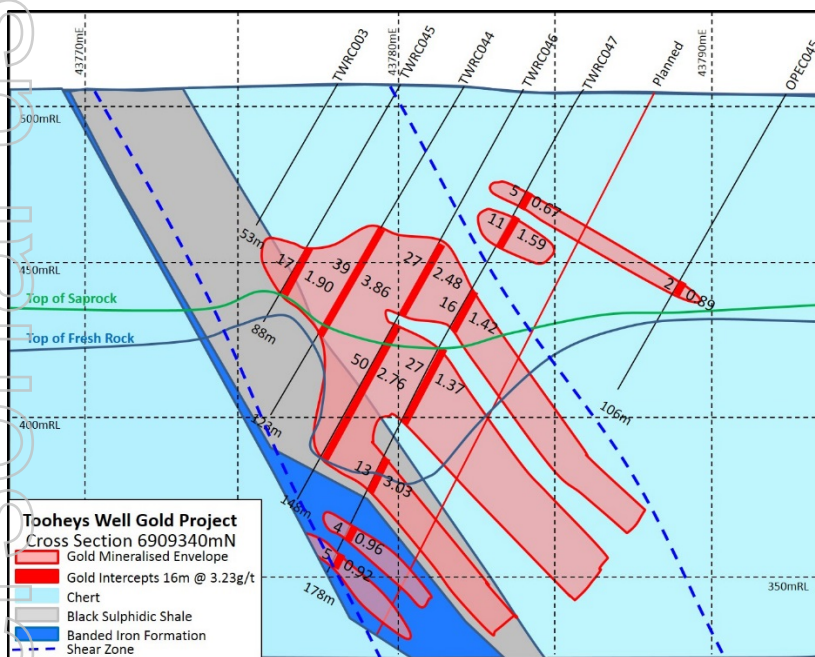 43770mE
43780mE
43790mE
TWRC003
TWRC045
TWRC044
TWRC046
TWRC047
Planned
OPEC045
500mRL
5 0.67
11 1.59
2 0.89
53m
17 1.90
39 3.86
27 2.48
16 1.42
450mRL
Top of Saprock
Top of Fresh Rock
88m
50 2.76
27 1.37
106m
400mRL
123m
13 3.03
148m
4 0.96
5 0.92
178m
350mRL
Tooheys Well Gold Project
Cross Section 6909340mN
Gold Mineralised Envelope
Gold Intercepts 16m @ 3.23g/t
Chert
Black Sulphidic Shale
Banded Iron Formation
Shear Zone